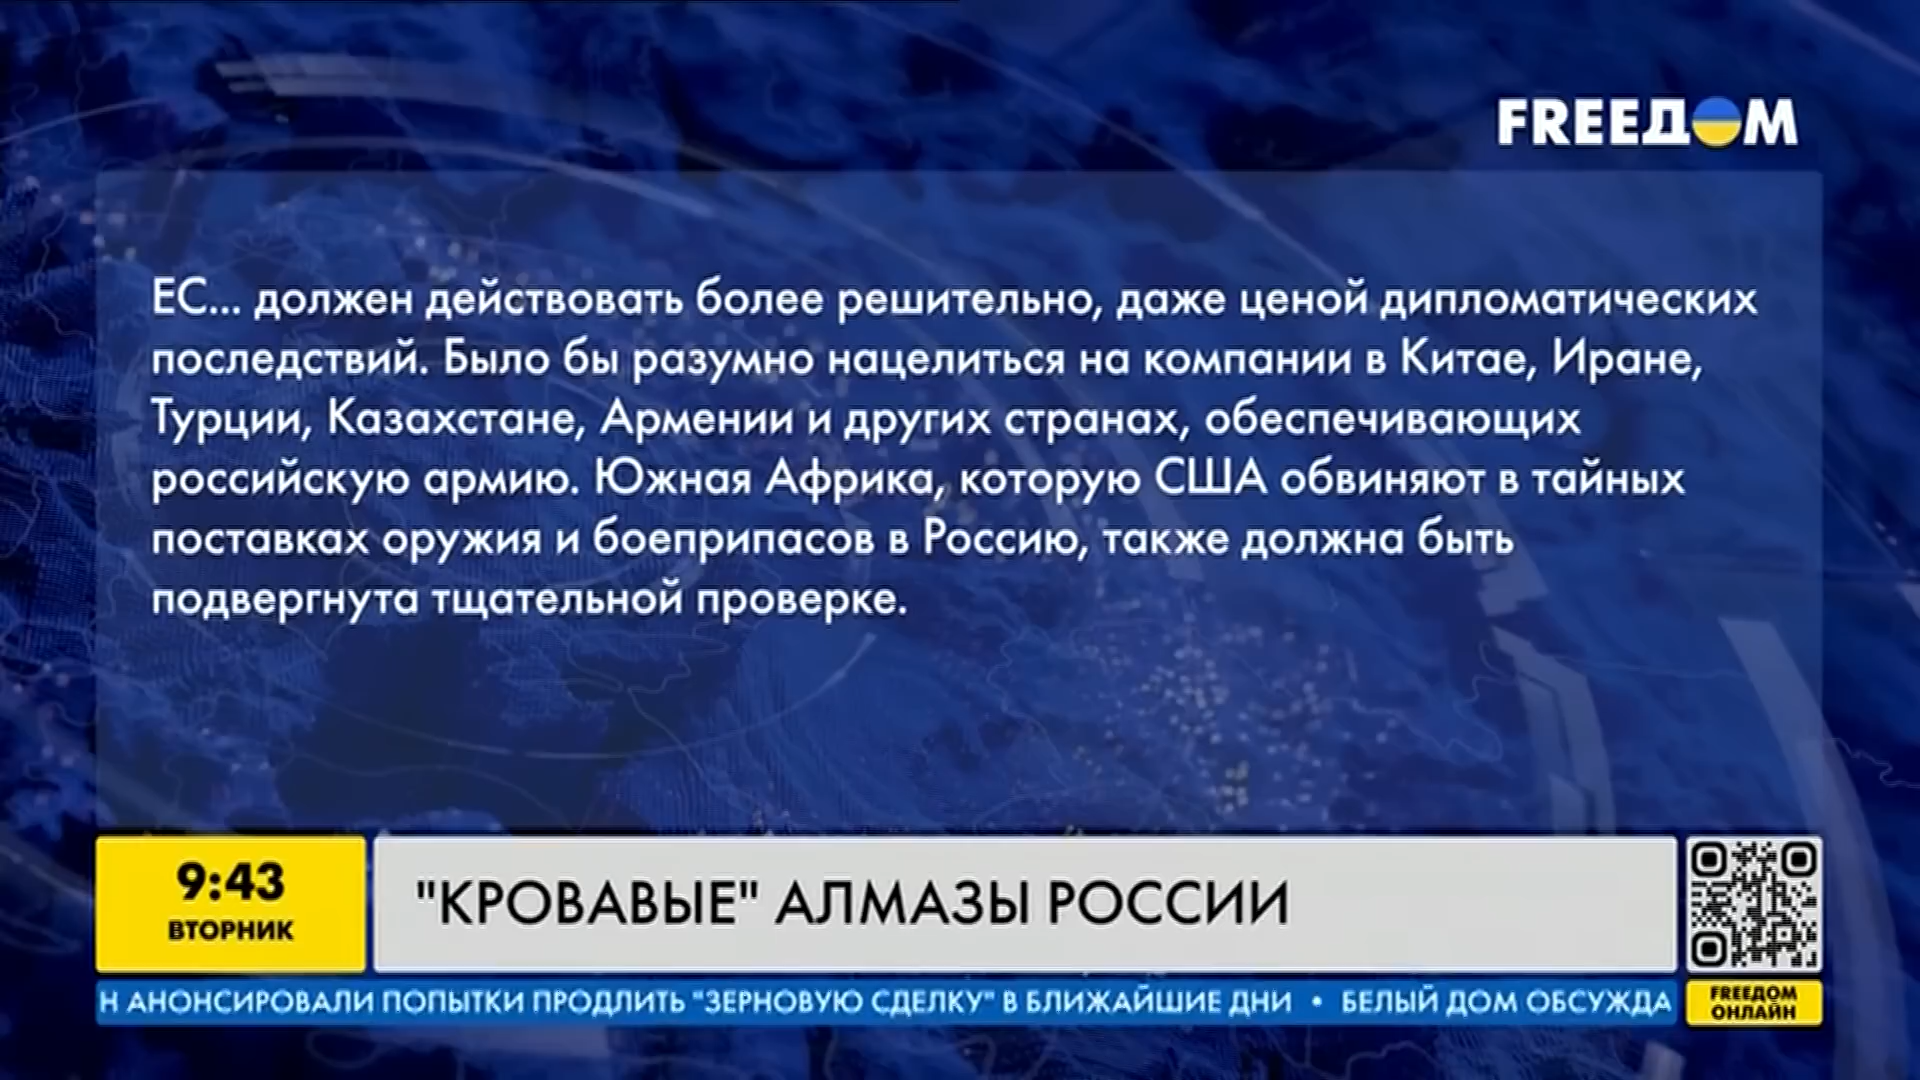 FREEДОМ
ЕС... должен действовать более решительно, даже ценой дипломатических
последствий. Было бы разумно нацелиться на компании в Китае, Иране,
Турции, Казахстане, Армении и других странах, обеспечивающих
российскую армию. Южная Африка, которую США обвиняют в тайных
поставках оружия и боеприпасов в Россию, также должна быть
подвергнута тщательной проверке.
9:43
ВТОРНИК
"КРОВАВЫЕ" АЛМАЗЫ РОССИИ
Н АНОНСИРОВАЛИ ПОПЫТКИ ПРОДЛИТЬ "ЗЕРНОВУЮ СДЕЛКУ" В БЛИЖАЙШИЕ ДНИ • БЕЛЫЙ ДОМ ОБСУЖДА
FREEДОМ
ОНЛАЙН